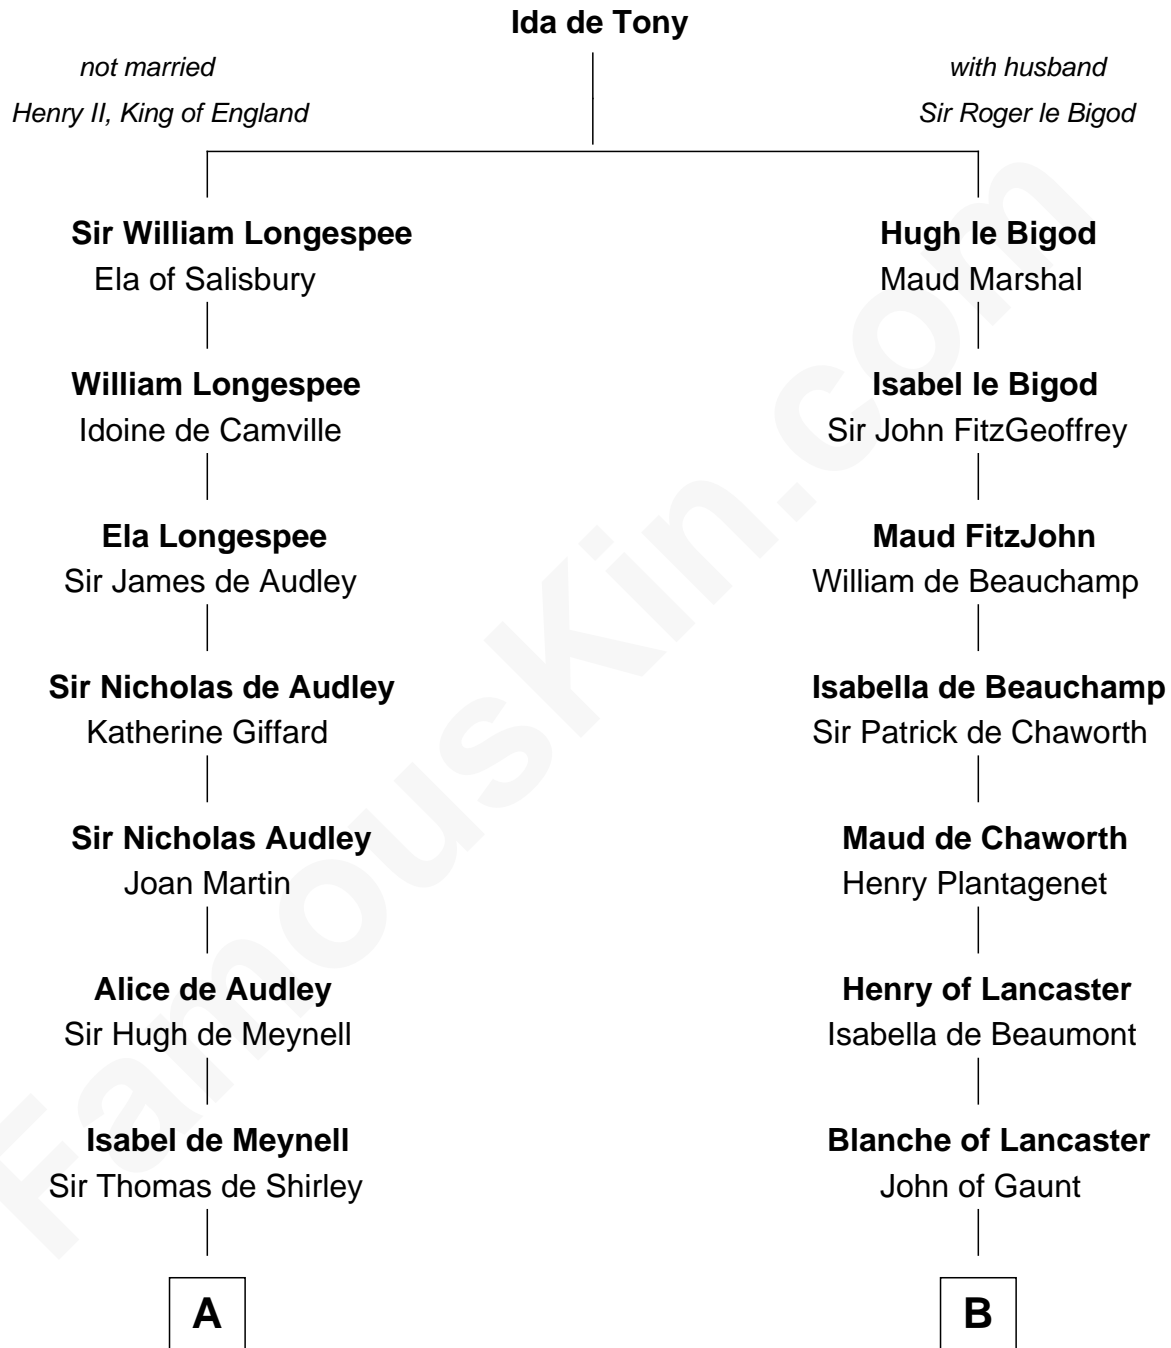 Ida de Tony
not married
with husband
Henry II, King of England
Sir Roger le Bigod
Sir William Longespee
Ela of Salisbury
Hugh le Bigod
Maud Marshal
William Longespee
Idoine de Camville
Isabel le Bigod
Sir John FitzGeoffrey
Ela Longespee
Sir James de Audley
Maud FitzJohn
William de Beauchamp
Sir Nicholas de Audley
Katherine Giffard
Isabella de Beauchamp
Sir Patrick de Chaworth
Sir Nicholas Audley
Joan Martin
Maud de Chaworth
Henry Plantagenet
Alice de Audley
Sir Hugh de Meynell
Henry of Lancaster
Isabella de Beaumont
Isabel de Meynell
Sir Thomas de Shirley
Blanche of Lancaster
John of Gaunt
A
B
FamousKin.com